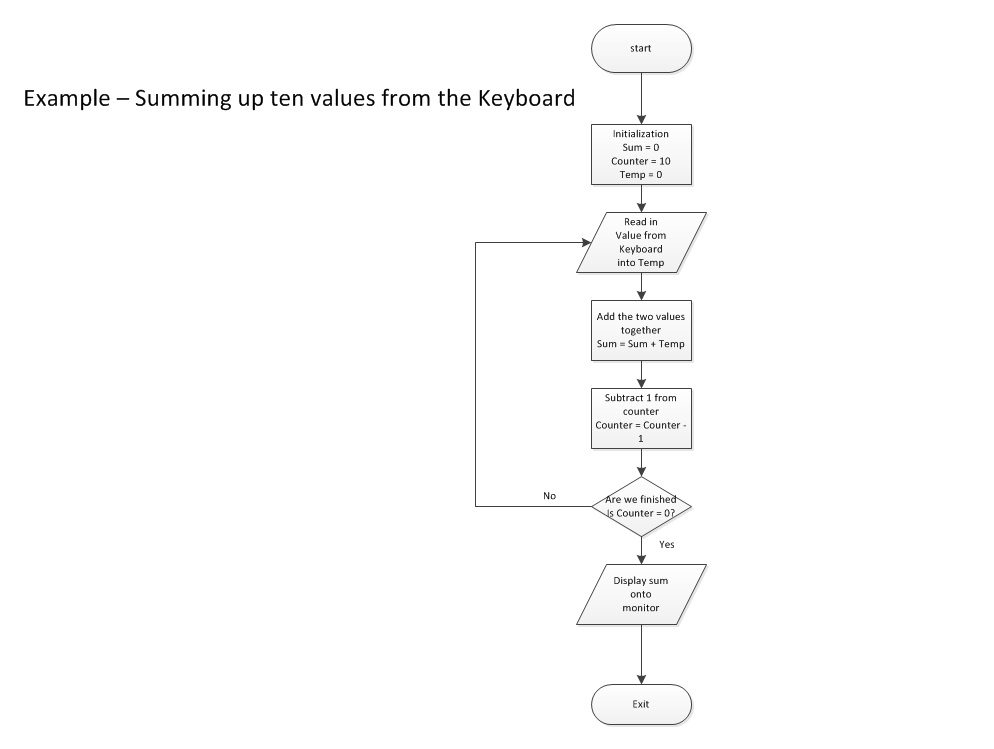 start
Example – Summing up ten values from the Keyboard
Initialization
Sum = 0
Counter = 10
Temp = 0
Read in
Value from
Keyboard
into Temp
Add the two values
together
Sum = Sum + Temp
Subtract 1 from
counter
Counter = Counter -
1
Are we finished
Is Counter = 0?
No
Yes
Display sum
onto
monitor
Exit